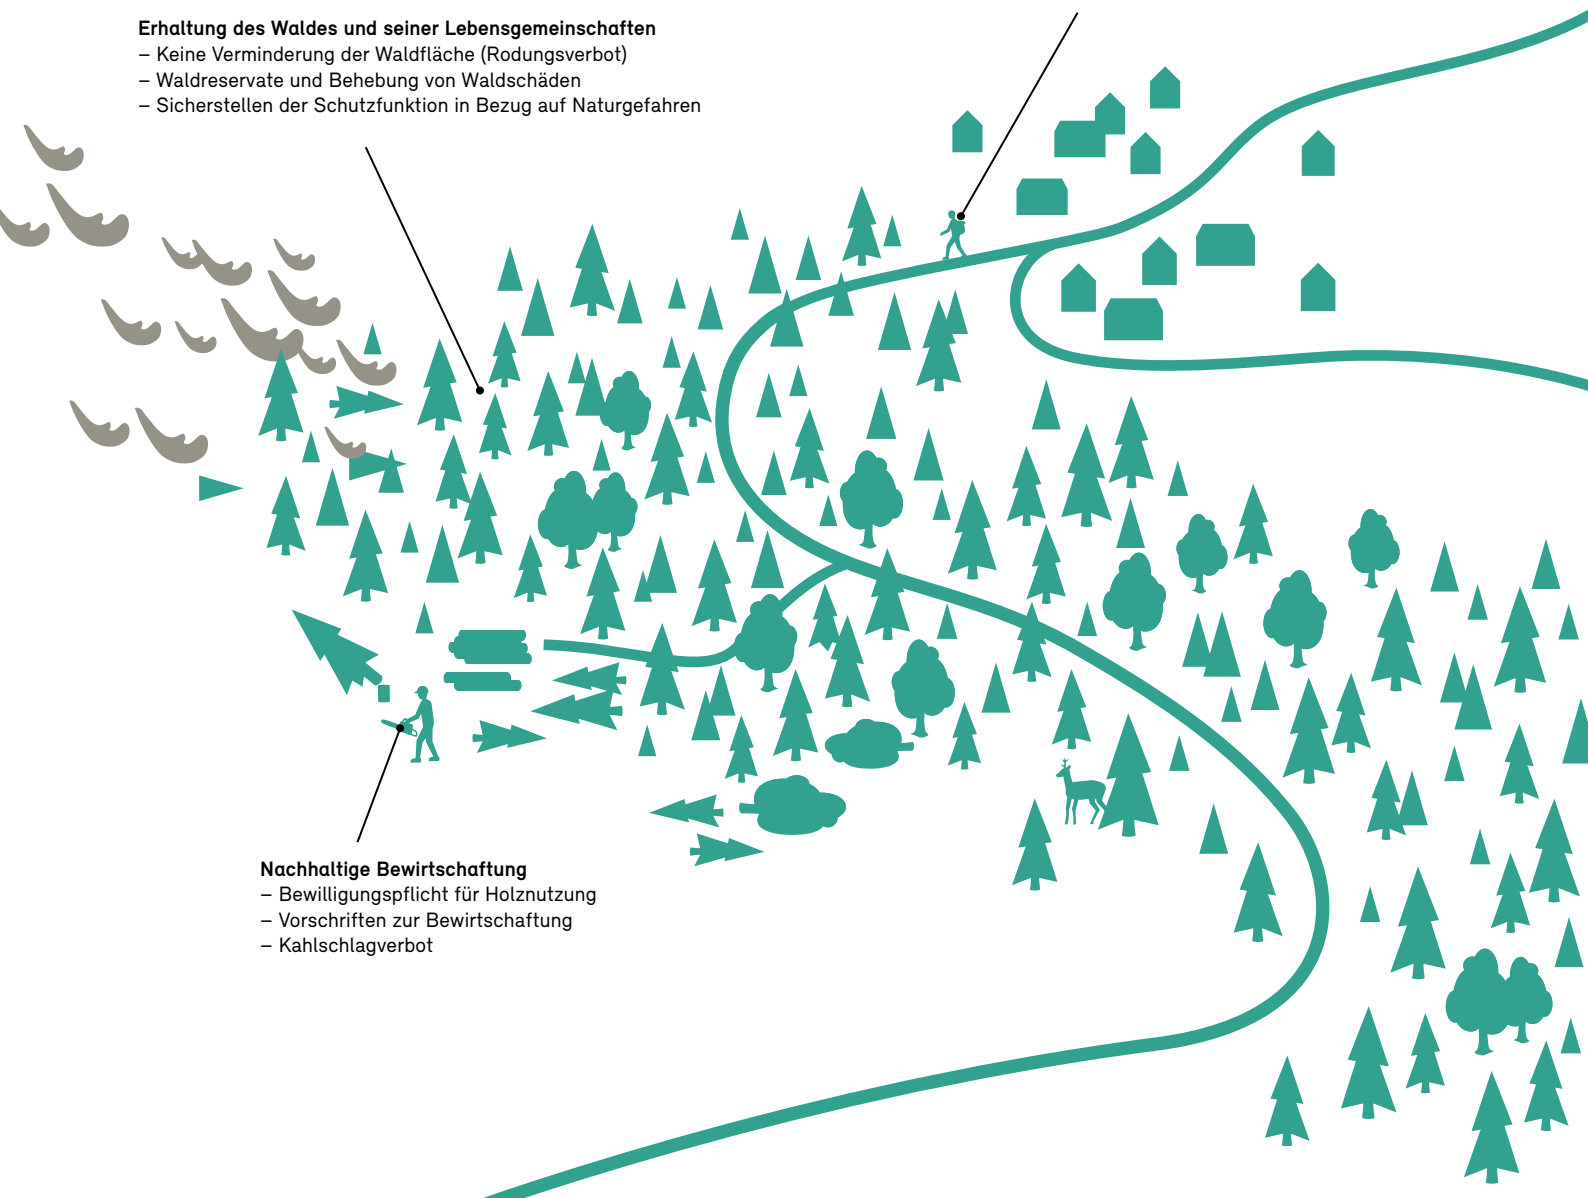 Erhaltung des Waldes und seiner Lebensgemeinschaften
– Keine Verminderung der Waldfläche (Rodungsverbot)
– Waldreservate und Behebung von Waldschäden
– Sicherstellen der Schutzfunktion in Bezug auf Naturgefahren
Nachhaltige Bewirtschaftung
– Bewilligungspflicht für Holznutzung
– Vorschriften zur Bewirtschaftung
– Kahlschlagverbot